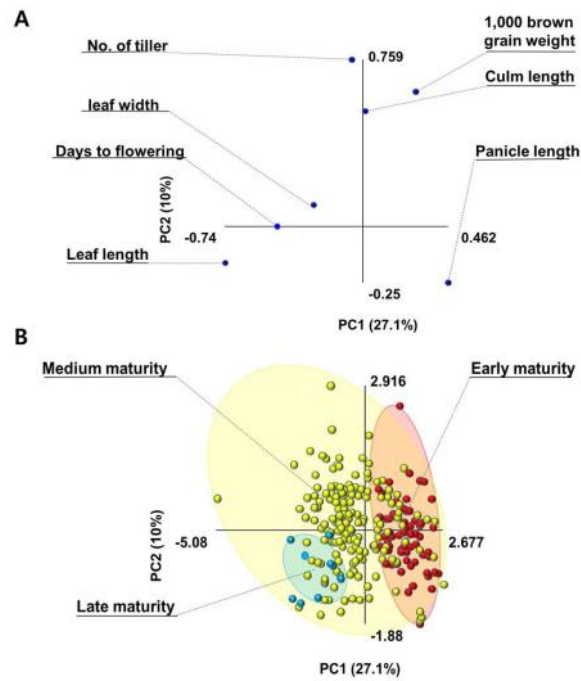 A
No. of tiller
0.759
1,000 brown
grain weight
Culm length
leaf width
Days to flowering
Panicle length
PC2 (10%)
-0.74
0.462
Leaf length
-0.25
PC1 (27.1%)
B
Medium maturity
2.916
Early maturity
PC2 (10%)
-5.08
2.677
Late maturity
-1.88
PC1 (27.1%)